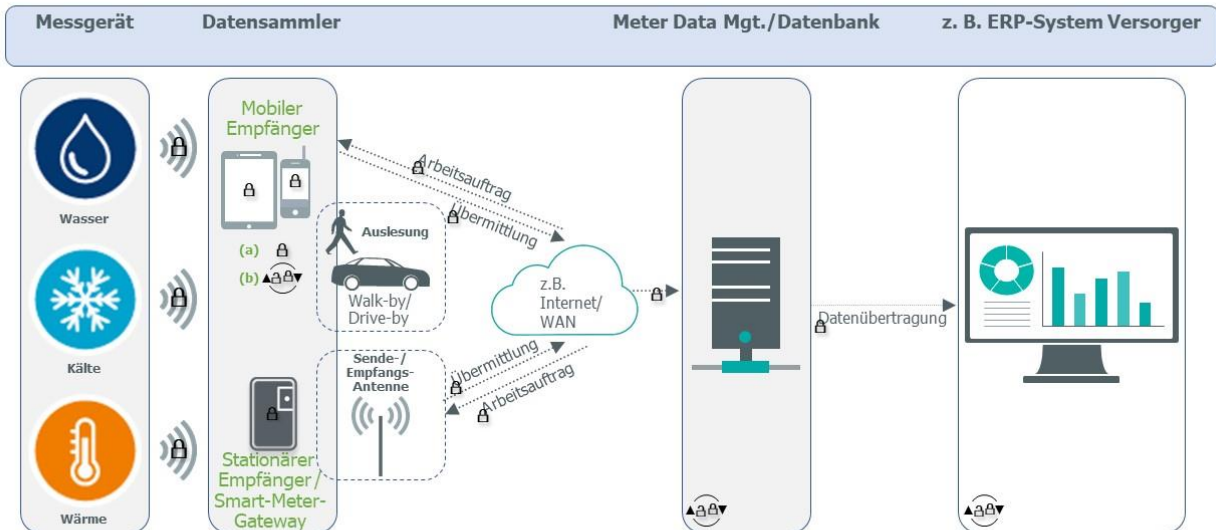 Messgerät
Datensammler
Meter Data Mgt./Datenbank
z. B. ERP-System Versorger
Wasser
Kälte
Wärme
Mobiler
Empfänger
(a)
(b)
Auslesung
Walk-by/
Drive-by
Sende-/
Empfangs-
Antenne
Stationärer
Empfänger /
Smart-Meter-
Gateway
Arbeitsauftrag
Übermittlung
z.B.
Internet/
WAN
Übermittlung
Arbeitsauftrag
Datenübertragung